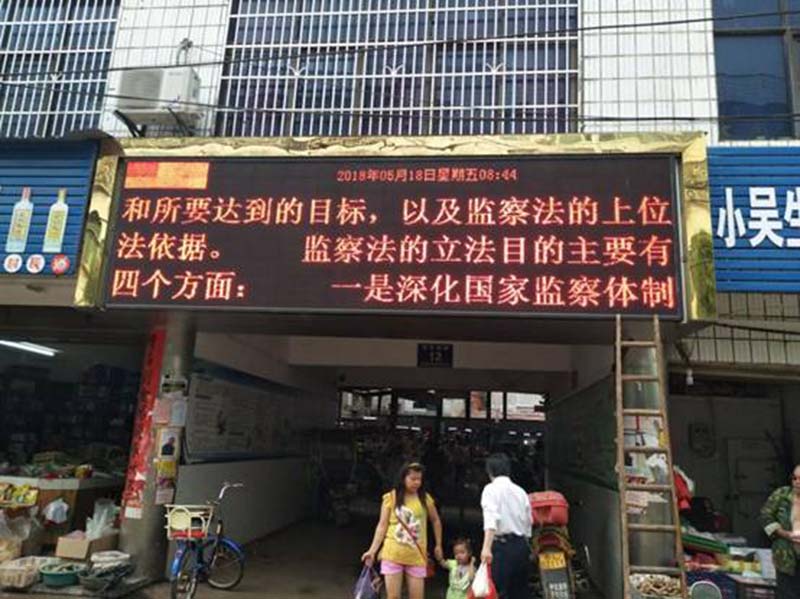 2018年05月18日星期五08:44
和所要达到的目标，以及监察法的上位
法依据。 监察法的立法目的主要有
四个方面： 一是深化国家监察体制
小吴生
12